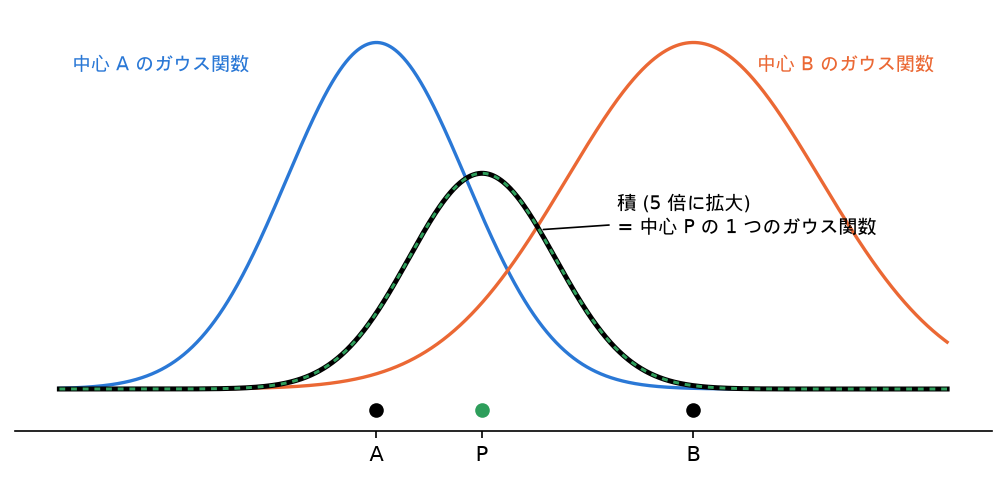 中心 A のガウス関数
中心 B のガウス関数
積 (5 倍に拡大)
= 中心 P の 1 つのガウス関数
A
P
B